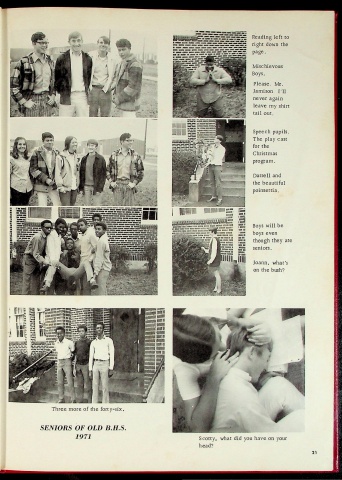 Reading left to
right down the
page.
Mischievous
Boys.
Please, Mr.
Jamison I'll
never again
leave my shirt
tail out.
Speech pupils.
The play cast
for the
Christmas
program.
Darrell and
the beautiful
poinsettia.
Boys will be
boys even
though they are
seniors.
Joann, what's
on the bush?
Three more of the forty-six.
SENIORS OF OLD B.H.S.
1971
Scotty, what did you have on your
head?